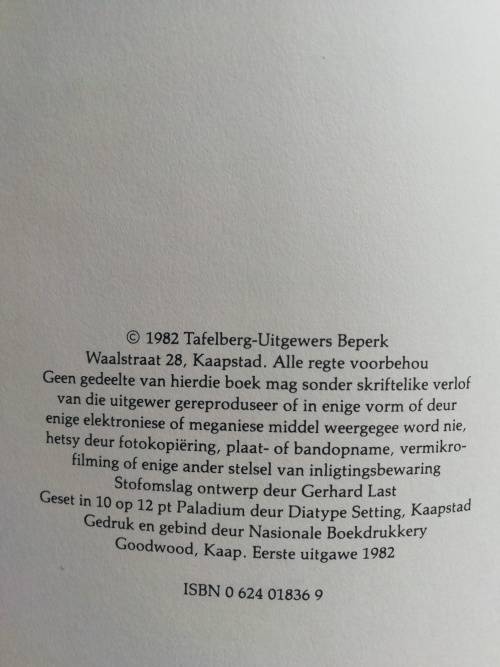 © 1982 Tafelberg-Uitgewers Beperk
Waalstraat 28, Kaapstad. Alle regte voorbehou
Geen gedeelte van hierdie boek mag sonder skriftelike verlof
van die uitgewer gereproduseer of in enige vorm of deur
enige elektroniese of meganiese middel weergegee word nie,
hetsy deur fotokopiëring, plaat- of bandopname, vermikro-
filming of enige ander stelsel van inligtingsbewaring
Stofomslag ontwerp deur Gerhard Last
Geset in 10 op 12 pt Paladium deur Diatype Setting, Kaapstad
Gedruk en gebind deur Nasionale Boekdrukkery
Goodwood, Kaap. Eerste uitgawe 1982
ISBN 0 624 01836 9